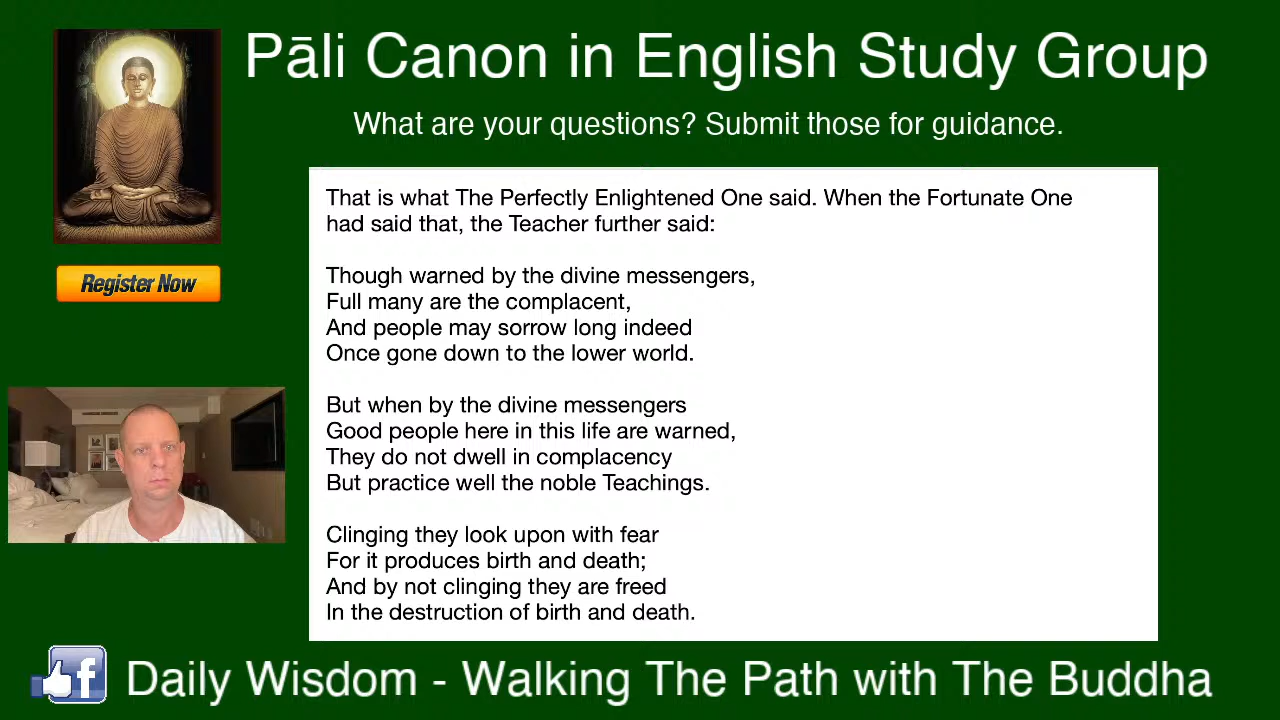 Pāli Canon in English Study Group
What are your questions? Submit those for guidance.
Register Now
That is what The Perfectly Enlightened One said. When the Fortunate One
had said that, the Teacher further said:
Though warned by the divine messengers,
Full many are the complacent,
And people may sorrow long indeed
Once gone down to the lower world.
But when by the divine messengers
Good people here in this life are warned,
They do not dwell in complacency
But practice well the noble Teachings.
Clinging they look upon with fear
For it produces birth and death;
And by not clinging they are freed
In the destruction of birth and death.
f
Daily Wisdom - Walking The Path with The Buddha